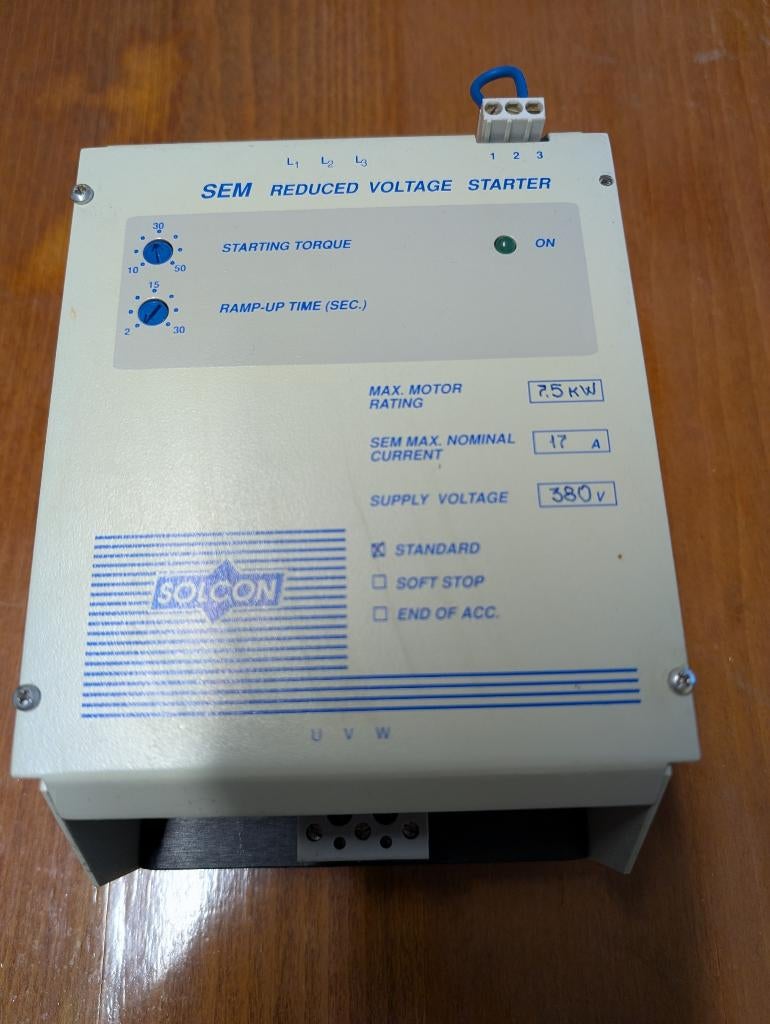 L1 L2 L3
1 2 3
SEM REDUCED VOLTAGE STARTER
30
10 50
STARTING TORQUE
ON
15
2 30
RAMP-UP TIME (SEC.)
MAX. MOTOR
RATING
7.5 KW
SEM MAX. NOMINAL
CURRENT
17 A
SUPPLY VOLTAGE
380 V
STANDARD
SOFT STOP
END OF ACC.
SOLCON
U V W